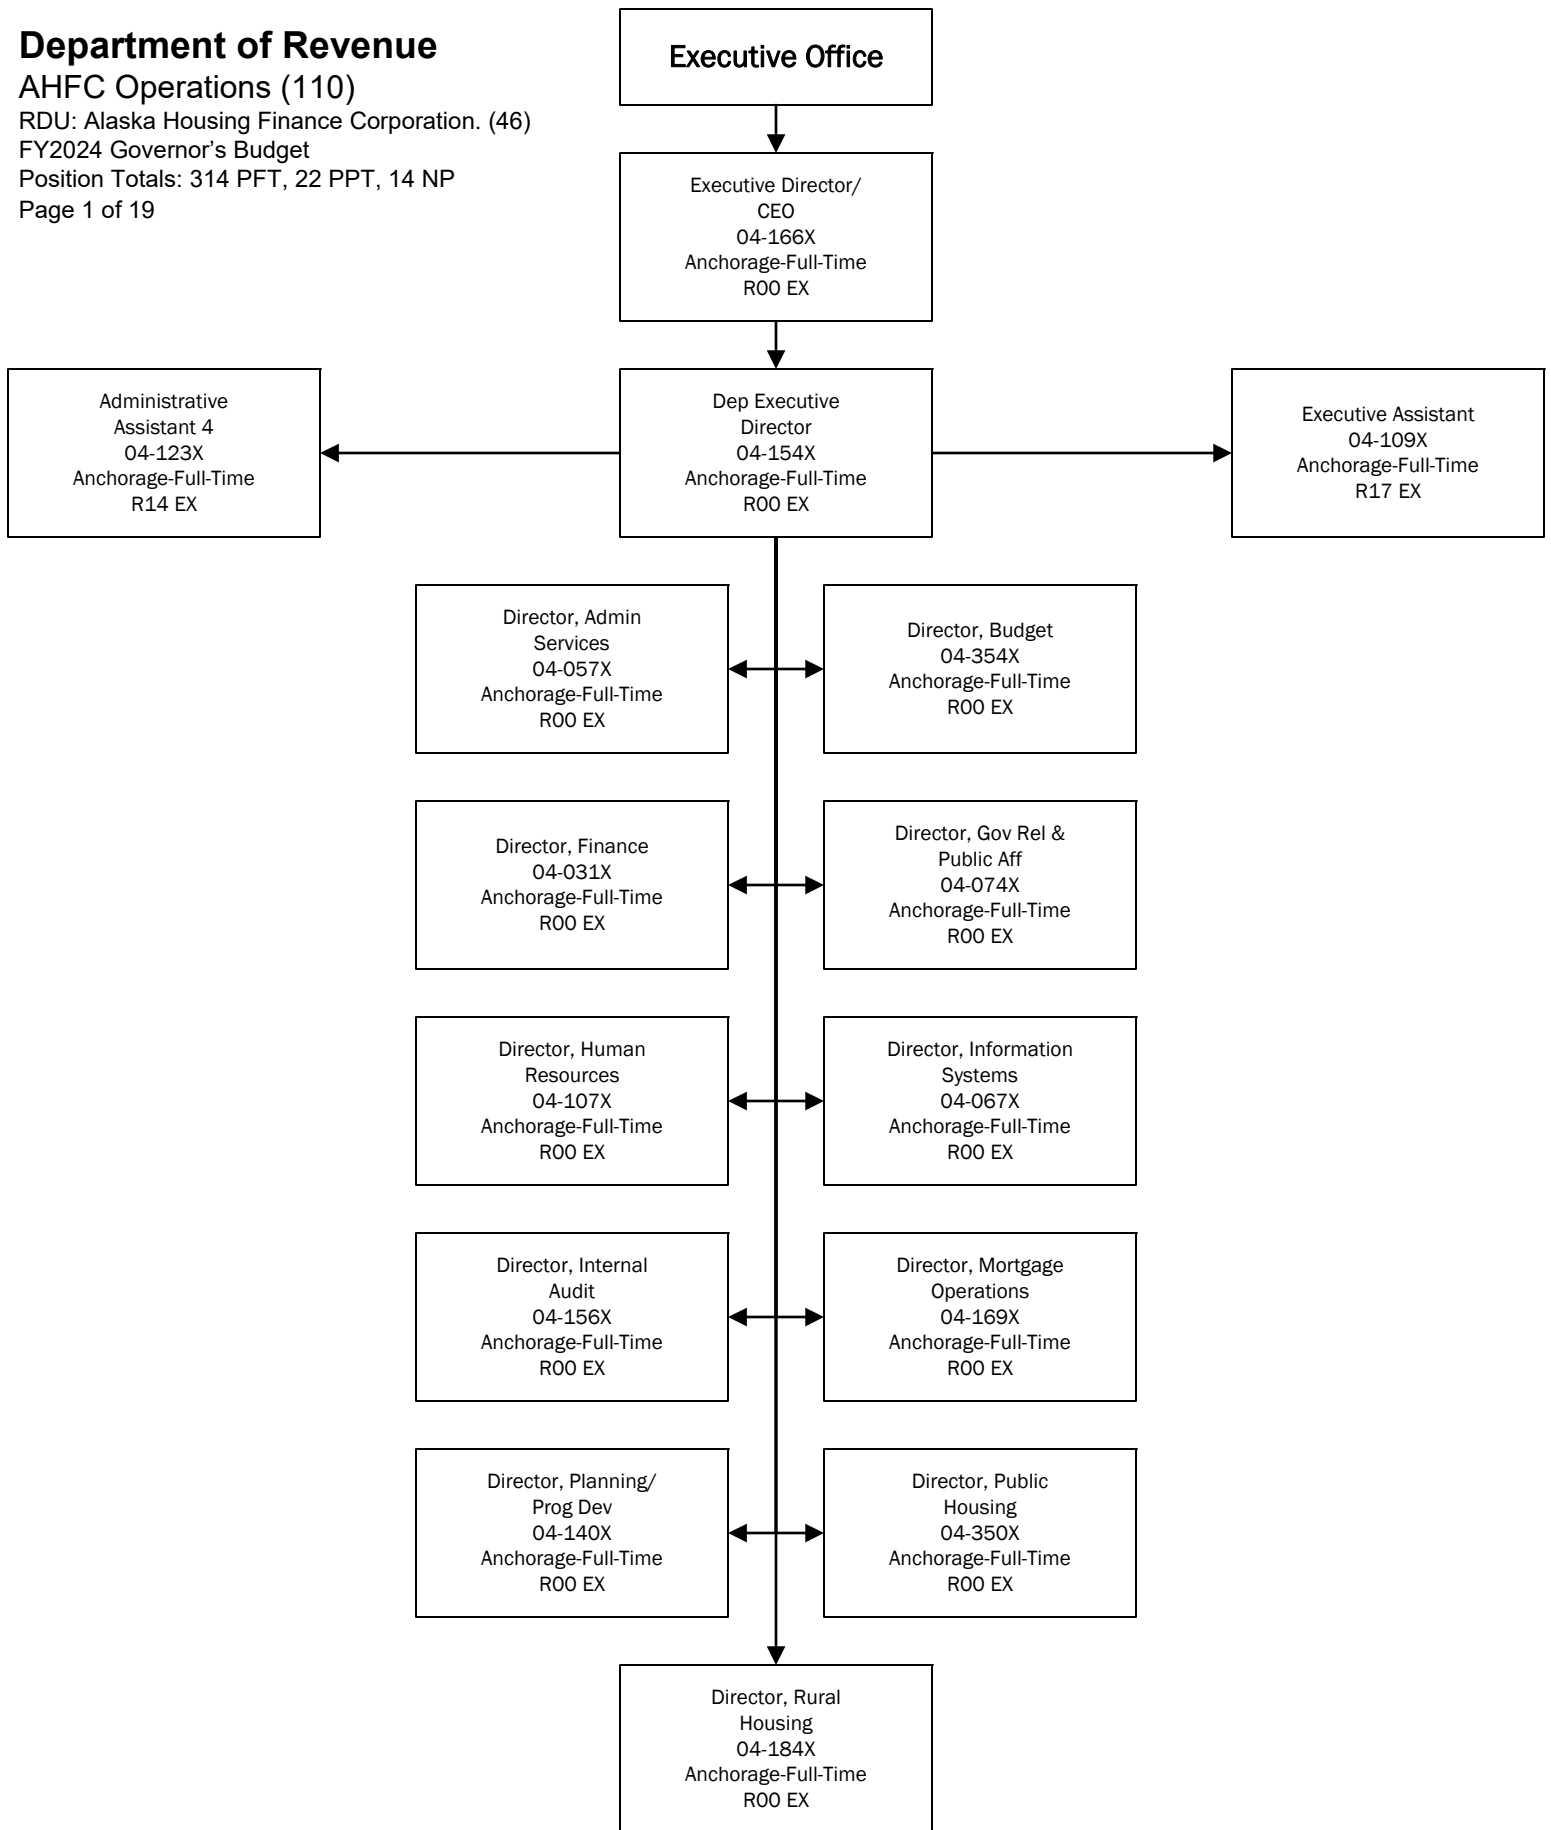 Department of Revenue
AHFC Operations (110)
RDU: Alaska Housing Finance Corporation. (46)
FY2024 Governor’s Budget
Position Totals: 314 PFT, 22 PPT, 14 NP
Page 1 of 19
Executive Office
Executive Director/
CEO
04-166X
Anchorage-Full-Time
R00 EX
Administrative
Assistant 4
04-123X
Anchorage-Full-Time
R14 EX
Dep Executive
Director
04-154X
Anchorage-Full-Time
R00 EX
Executive Assistant
04-109X
Anchorage-Full-Time
R17 EX
Director, Admin
Services
04-057X
Anchorage-Full-Time
R00 EX
Director, Budget
04-354X
Anchorage-Full-Time
R00 EX
Director, Finance
04-031X
Anchorage-Full-Time
R00 EX
Director, Gov Rel &
Public Aff
04-074X
Anchorage-Full-Time
R00 EX
Director, Human
Resources
04-107X
Anchorage-Full-Time
R00 EX
Director, Information
Systems
04-067X
Anchorage-Full-Time
R00 EX
Director, Internal
Audit
04-156X
Anchorage-Full-Time
R00 EX
Director, Mortgage
Operations
04-169X
Anchorage-Full-Time
R00 EX
Director, Planning/
Prog Dev
04-140X
Anchorage-Full-Time
R00 EX
Director, Public
Housing
04-350X
Anchorage-Full-Time
R00 EX
Director, Rural
Housing
04-184X
Anchorage-Full-Time
R00 EX